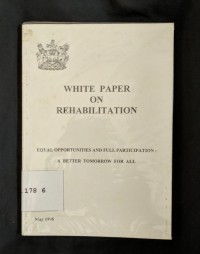 WHITE PAPER
ON
REHABILITATION
EQUAL OPPORTUNITIES AND FULL PARTICIPATION :
A BETTER TOMORROW FOR ALL
178 6